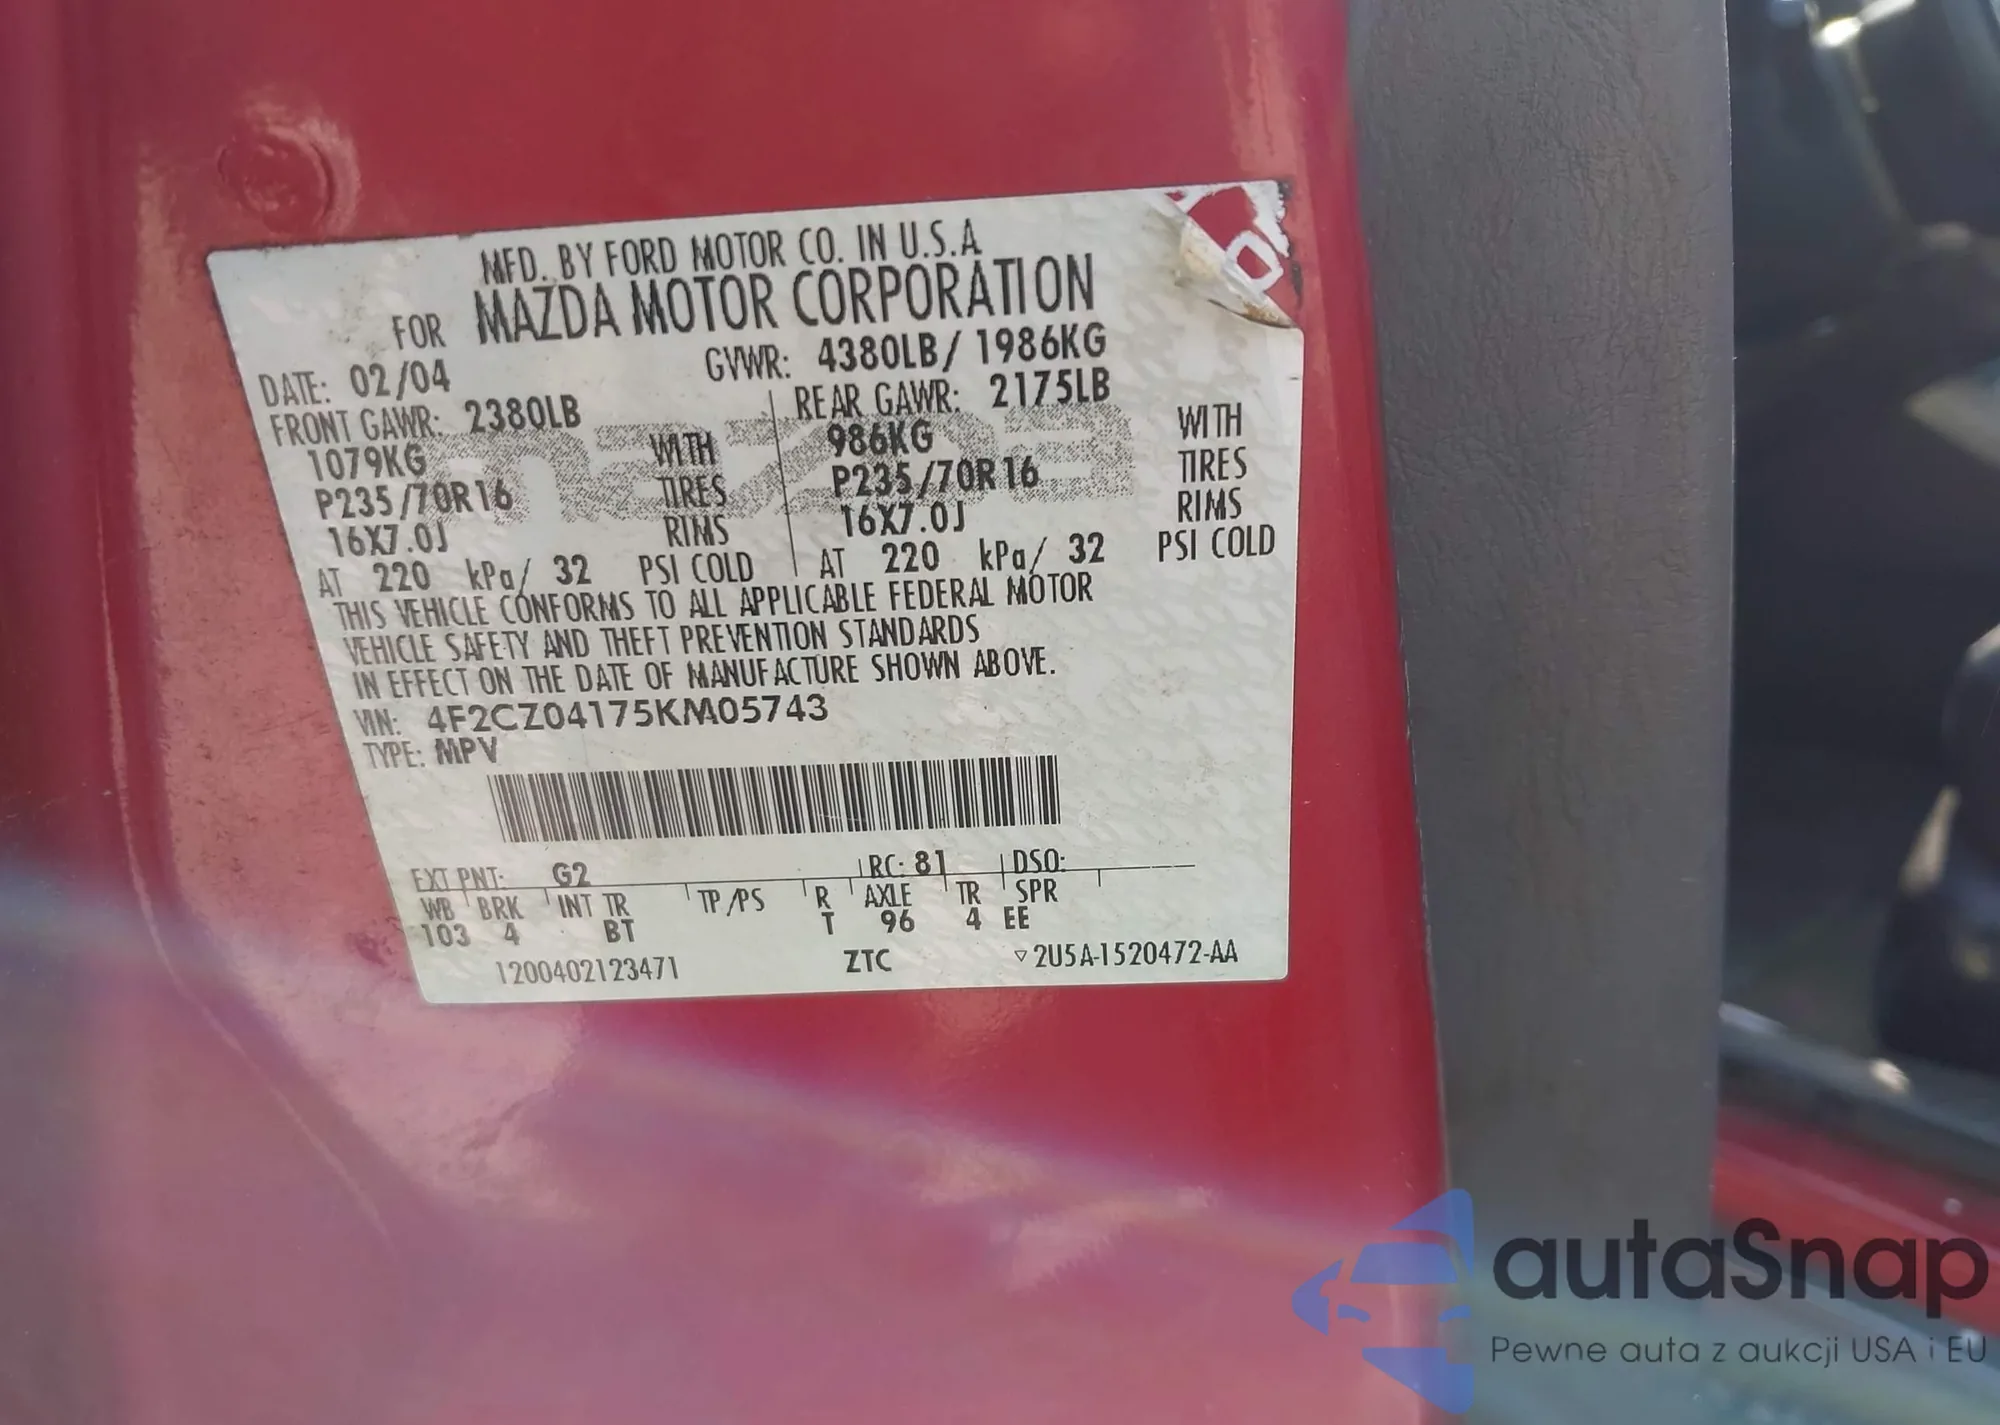 MFD. BY FORD MOTOR CO. IN U.S.A
FOR MAZDA MOTOR CORPORATION
DATE: 02/04 GVWR: 4380LB/ 1986KG
FRONT GAWR: 2380LB REAR GAWR: 2175LB
1079KG WITH 986KG WITH
P235/70R16 TIRES P235/70R16 TIRES
16X7.0J RIMS 16X7.0J RIMS
AT 220 kPa/ 32 PSI COLD AT 220 kPa/ 32 PSI COLD
THIS VEHICLE CONFORMS TO ALL APPLICABLE FEDERAL MOTOR
VEHICLE SAFETY AND THEFT PREVENTION STANDARDS
IN EFFECT ON THE DATE OF MANUFACTURE SHOWN ABOVE.
VIN: 4F2CZ04175KM05743
TYPE: MPV
EXT PNT: G2 RC: 81 DSO:
WB BRK INT TR TP/PS R AXLE TR SPR
103 4 BT T 96 4 EE
1200402123471 ZTC 2U5A-1520472-AA
autaSnap
Pewne auta z aukcji USA i EU